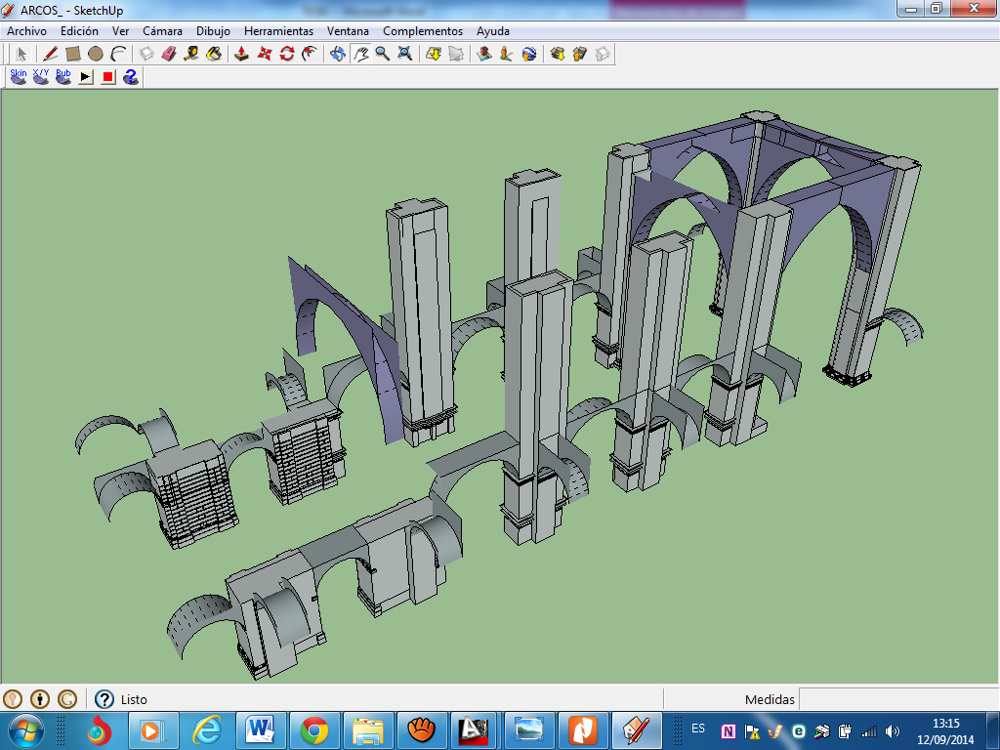 ARCOS_ - SketchUp
Archivo Edición Ver Cámara Dibujo Herramientas Ventana Complementos Ayuda
Skin X/Y Bub
Listo
Medidas
ES
13:15
12/09/2014